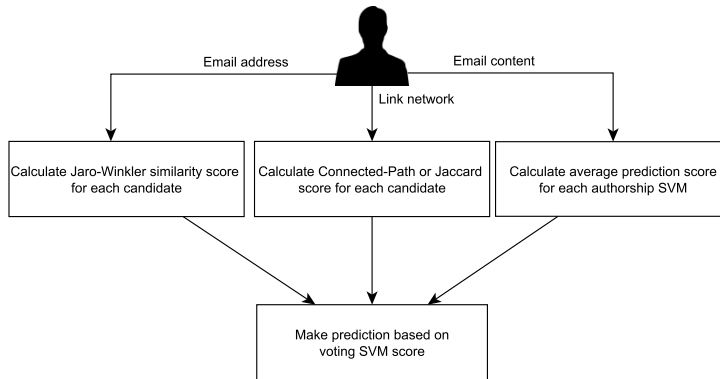 Email address
Email content
Link network
Calculate Jaro-Winkler similarity score
for each candidate
Calculate Connected-Path or Jaccard
score for each candidate
Calculate average prediction score
for each authorship SVM
Make prediction based on
voting SVM score